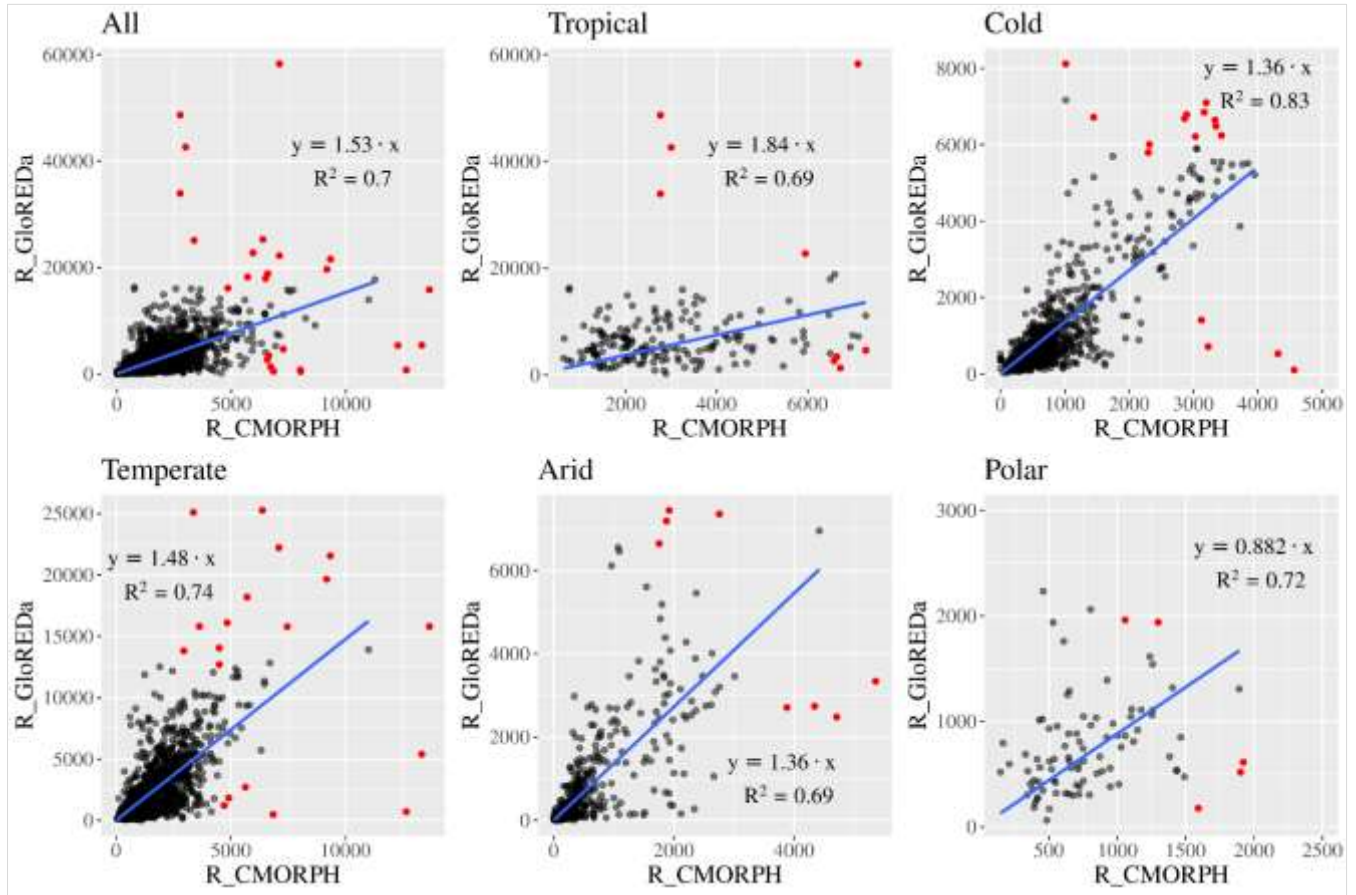 All
60000
40000
20000
0
R_GloREDa
y = 1.53 · x
R² = 0.7
0 5000 10000
R_CMORPH
Tropical
60000
40000
20000
0
R_GloREDa
y = 1.84 · x
R² = 0.69
2000 4000 6000
R_CMORPH
Cold
8000
6000
4000
2000
0
R_GloREDa
y = 1.36 · x
R² = 0.83
0 1000 2000 3000 4000 5000
R_CMORPH
Temperate
25000
20000
15000
10000
5000
0
R_GloREDa
y = 1.48 · x
R² = 0.74
0 5000 10000
R_CMORPH
Arid
6000
4000
2000
0
R_GloREDa
y = 1.36 · x
R² = 0.69
0 2000 4000
R_CMORPH
Polar
3000
2000
1000
0
R_GloREDa
y = 0.882 · x
R² = 0.72
500 1000 1500 2000 2500
R_CMORPH